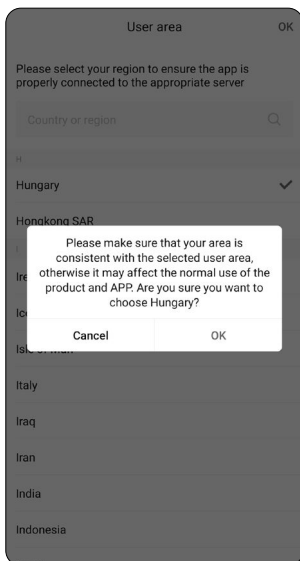 User area
OK
Please select your region to ensure the app is
properly connected to the appropriate server
Country or region
H
Hungary
Hongkong SAR
I
Please make sure that your area is
consistent with the selected user area,
otherwise it may affect the normal use of the
product and APP. Are you sure you want to
choose Hungary?
Cancel
OK
Italy
Iraq
Iran
India
Indonesia